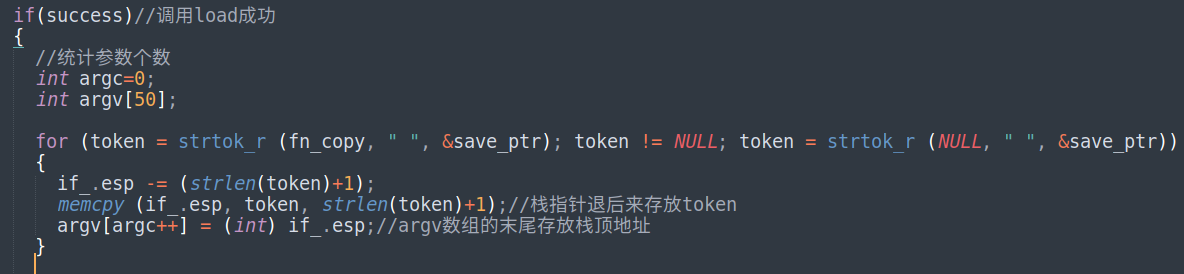 if(success)//调用load成功
{
  //统计参数个数
  int argc=0;
  int argv[50];
  for (token = strtok_r (fn_copy, " ", &save_ptr); token != NULL; token = strtok_r (NULL, " ", &save_ptr))
  {
    if_.esp -= (strlen(token)+1);
    memcpy (if_.esp, token, strlen(token)+1);//栈指针退后来存放token
    argv[argc++] = (int) if_.esp;//argv数组的末尾存放栈顶地址
  }